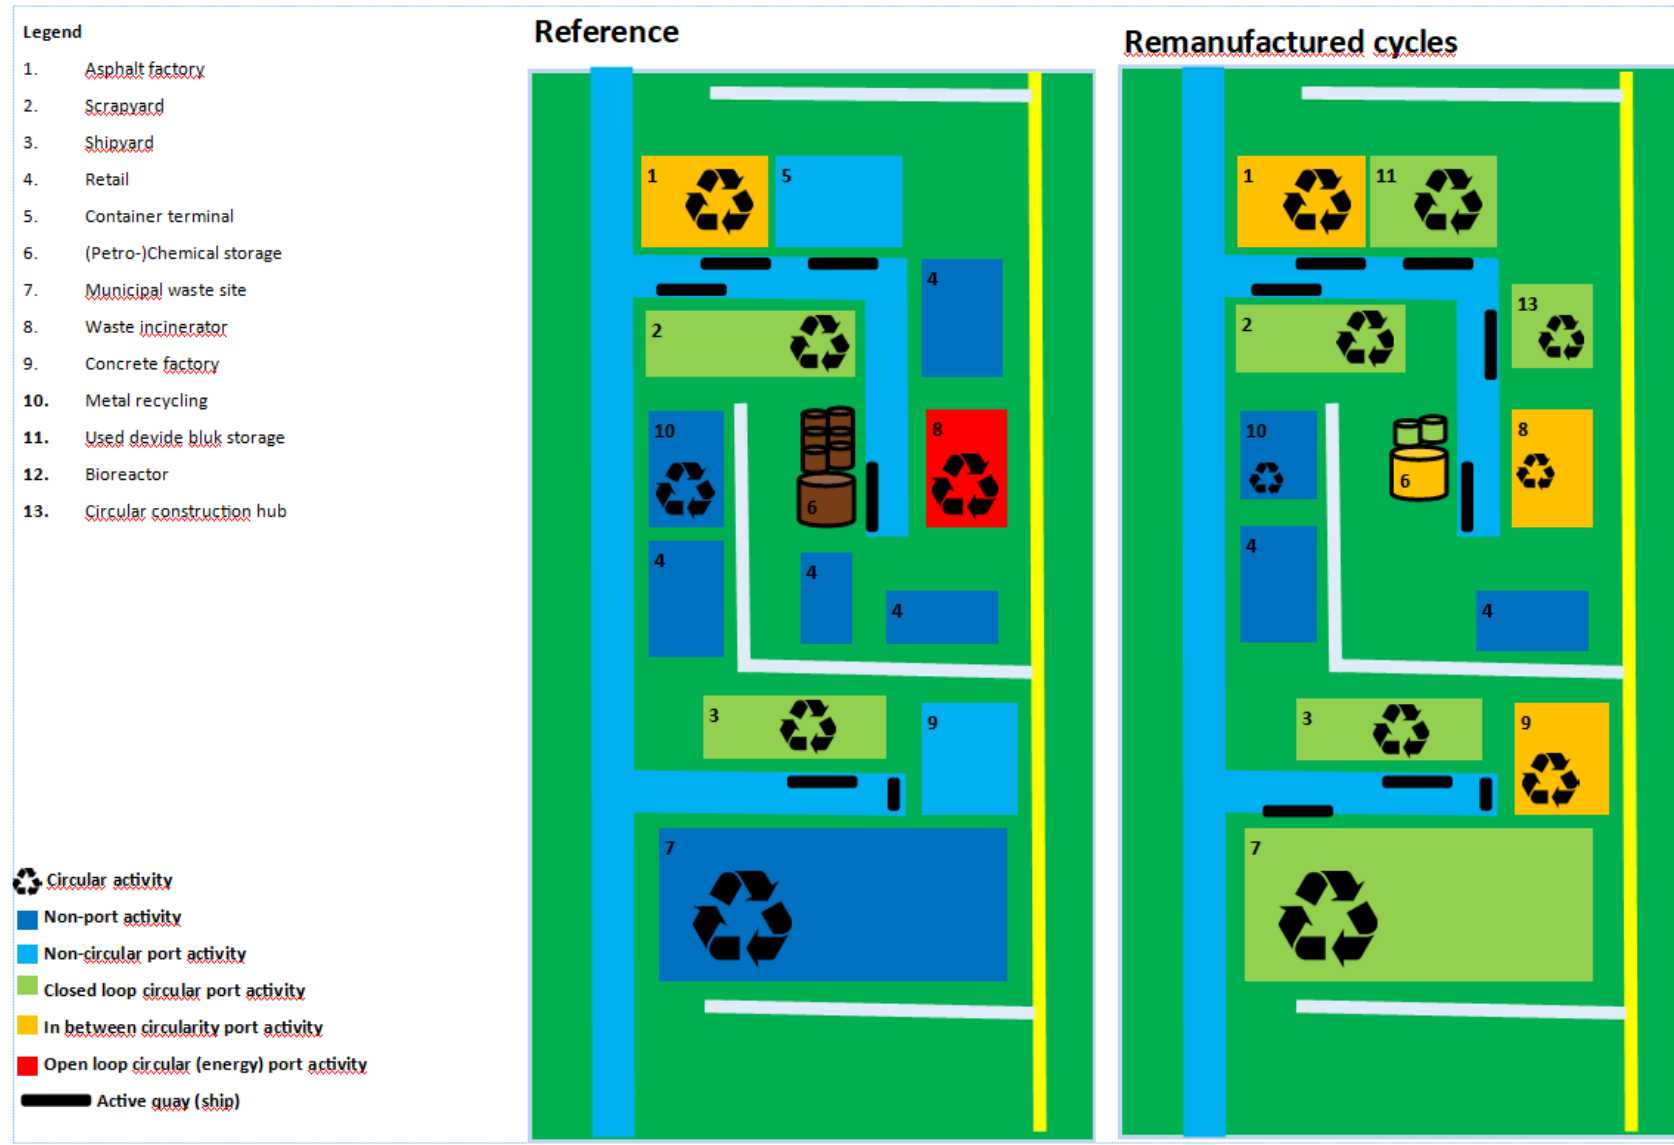 Legend
1. Asphalt factory
2. Scrapyard
3. Shipyard
4. Retail
5. Container terminal
6. (Petro-)Chemical storage
7. Municipal waste site
8. Waste incinerator
9. Concrete factory
10. Metal recycling
11. Used devide bluk storage
12. Bioreactor
13. Circular construction hub
Circular activity
Non-port activity
Non-circular port activity
Closed loop circular port activity
In between circularity port activity
Open loop circular (energy) port activity
Active quay (ship)
Reference
1
5
4
2
10
8
6
4
4
4
3
9
7
Remanufactured cycles
1
11
13
2
10
8
6
4
4
3
9
7